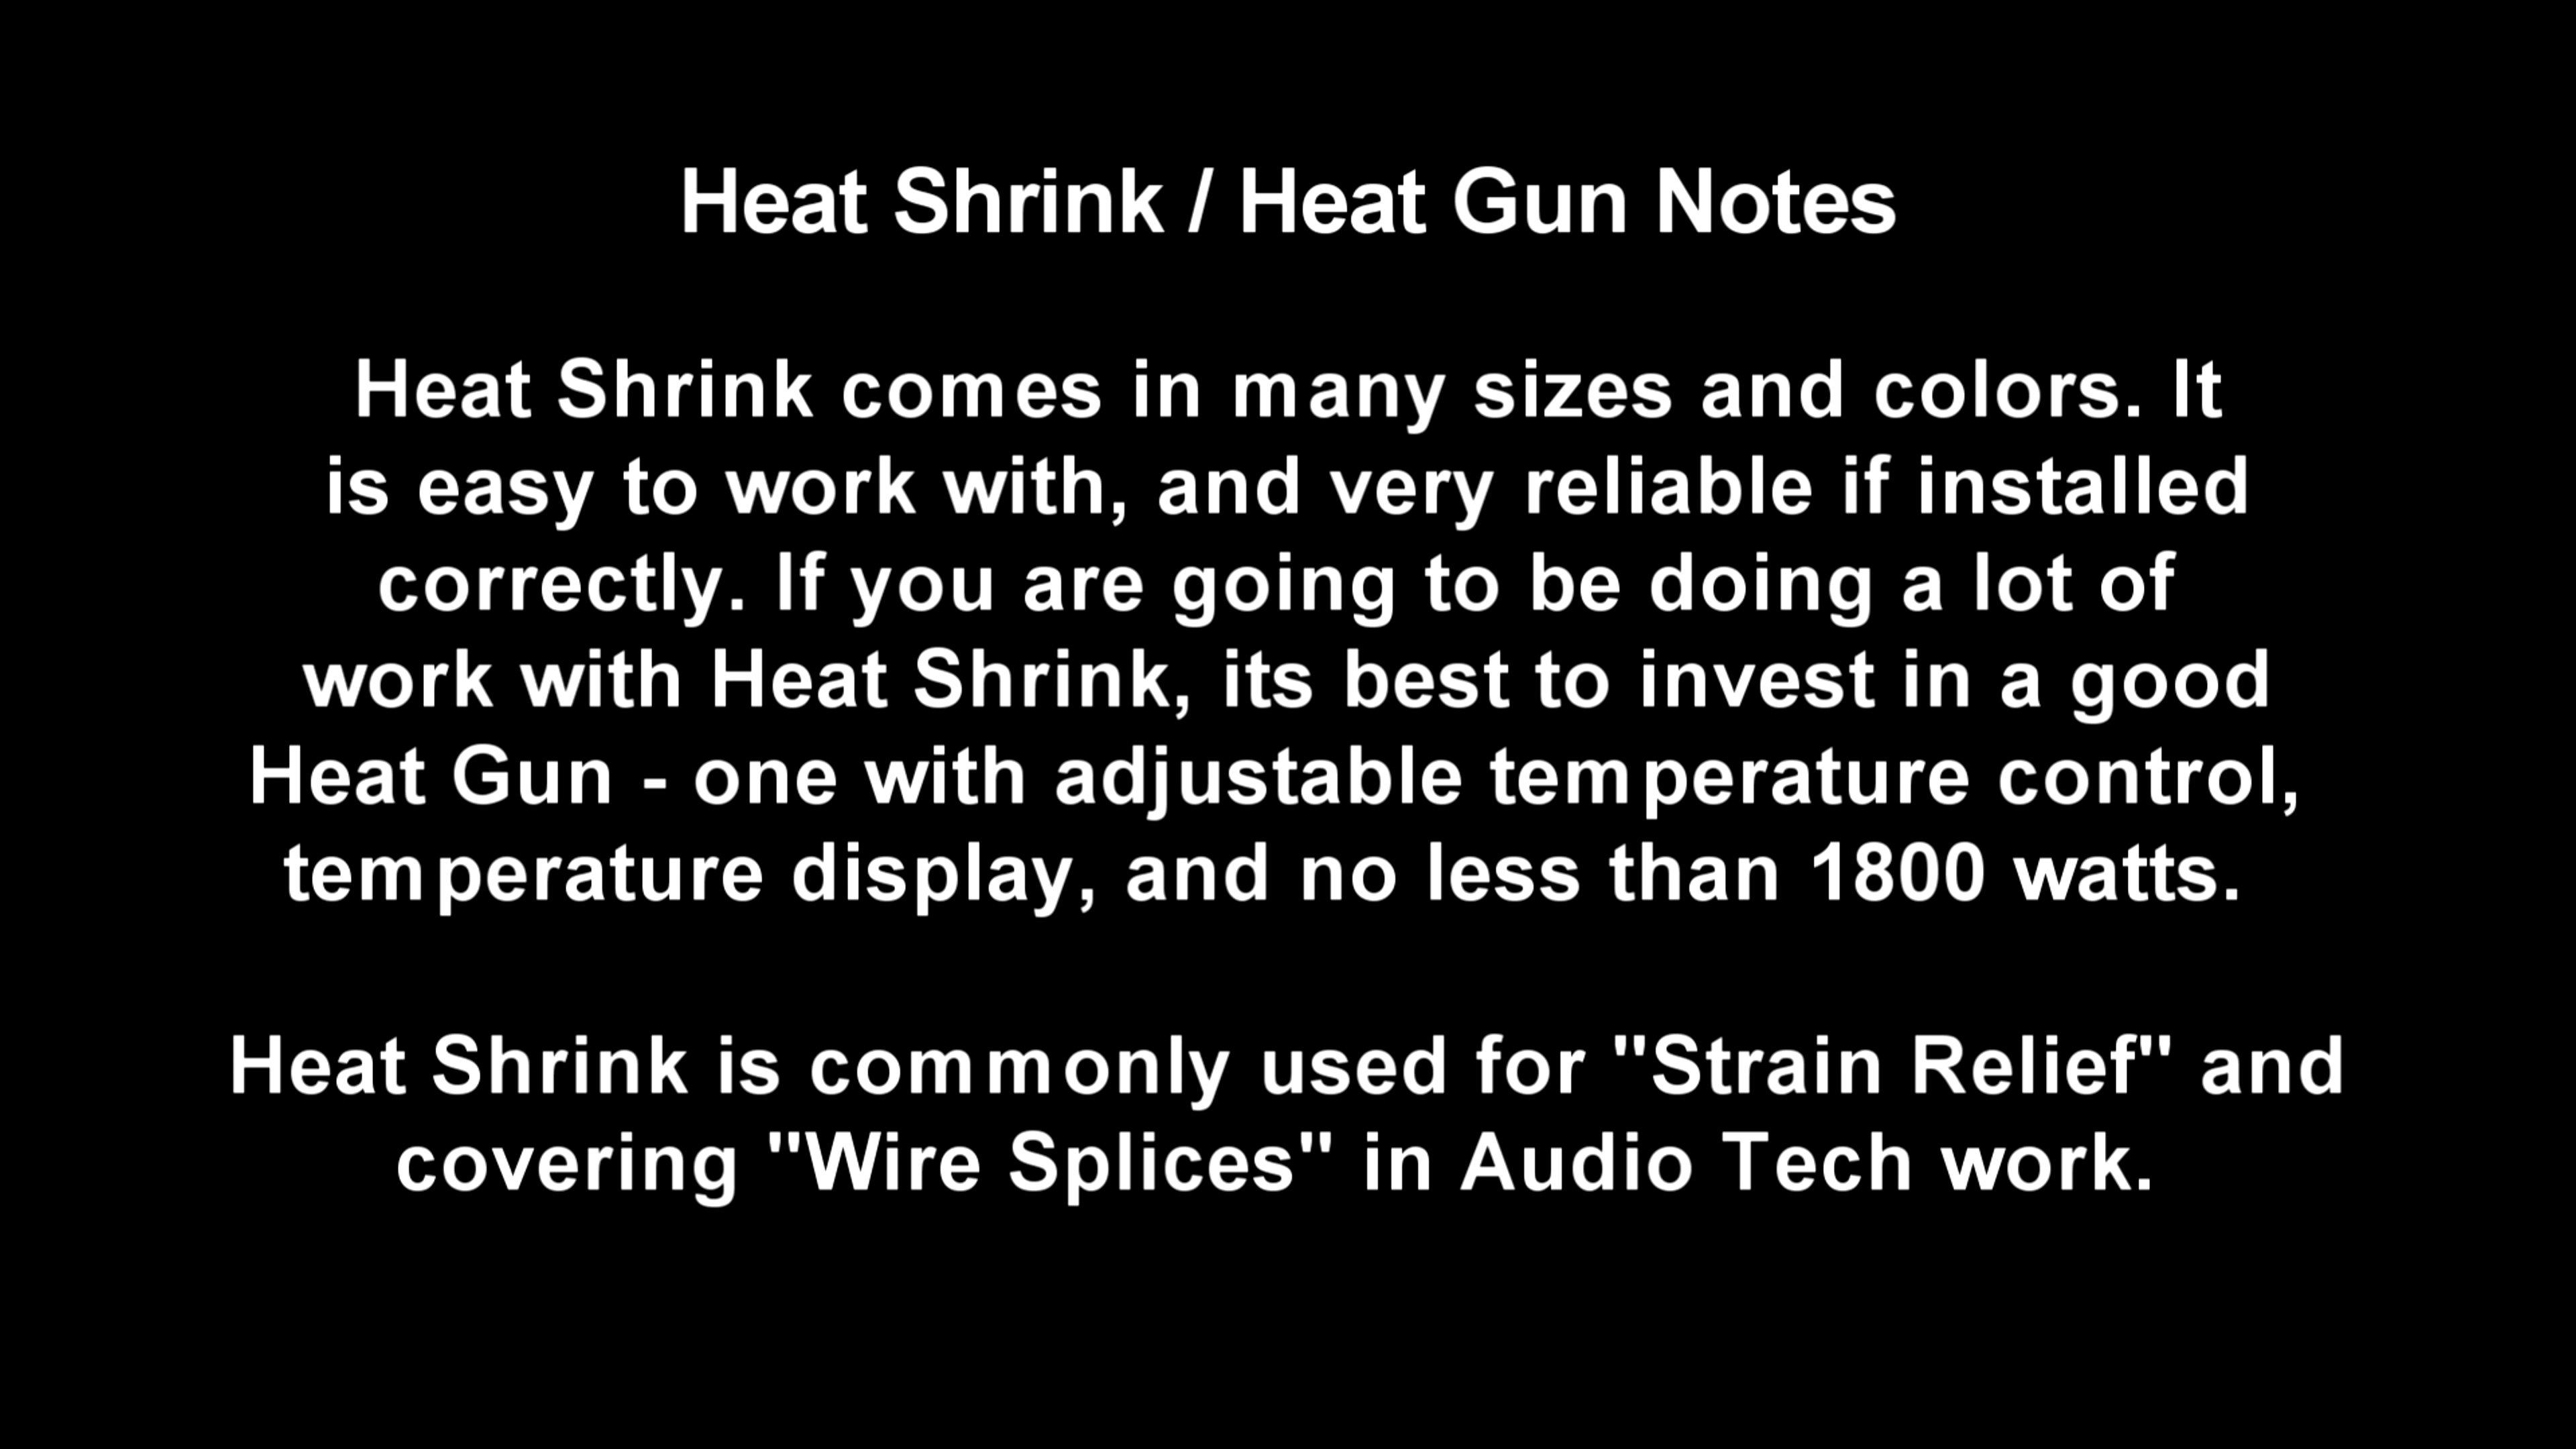 Heat Shrink / Heat Gun Notes
Heat Shrink comes in many sizes and colors. It
is easy to work with, and very reliable if installed
correctly. If you are going to be doing a lot of
work with Heat Shrink, its best to invest in a good
Heat Gun - one with adjustable temperature control,
temperature display, and no less than 1800 watts.
Heat Shrink is commonly used for "Strain Relief" and
covering "Wire Splices" in Audio Tech work.